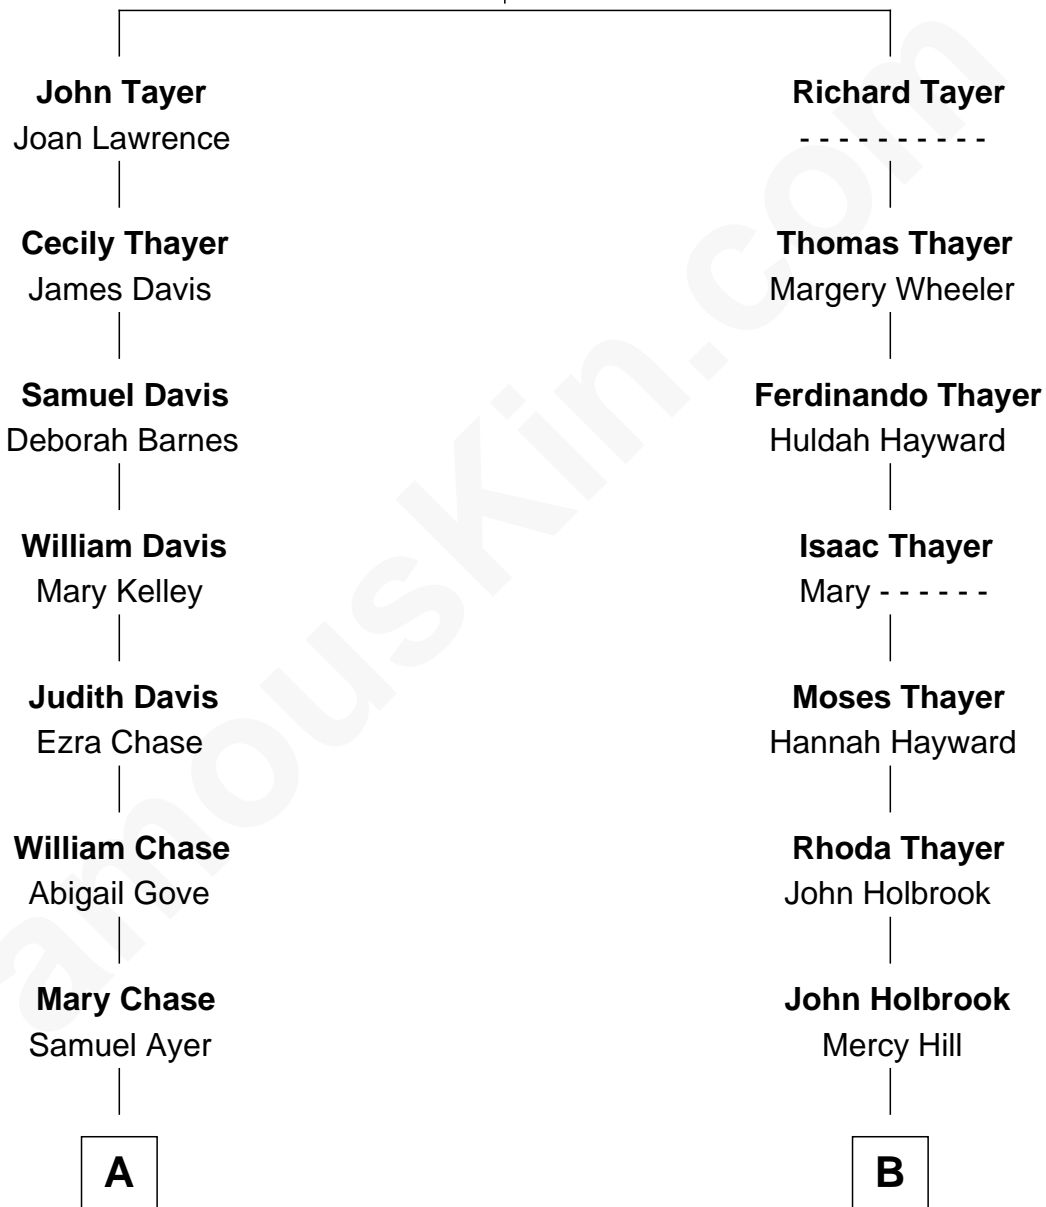 John Tayer
Joan Lawrence
Cecily Thayer
James Davis
Samuel Davis
Deborah Barnes
William Davis
Mary Kelley
Judith Davis
Ezra Chase
William Chase
Abigail Gove
Mary Chase
Samuel Ayer
A
Richard Tayer
- - - - - - - - - -
Thomas Thayer
Margery Wheeler
Ferdinando Thayer
Huldah Hayward
Isaac Thayer
Mary - - - - - -
Moses Thayer
Hannah Hayward
Rhoda Thayer
John Holbrook
John Holbrook
Mercy Hill
B
amouskin.com